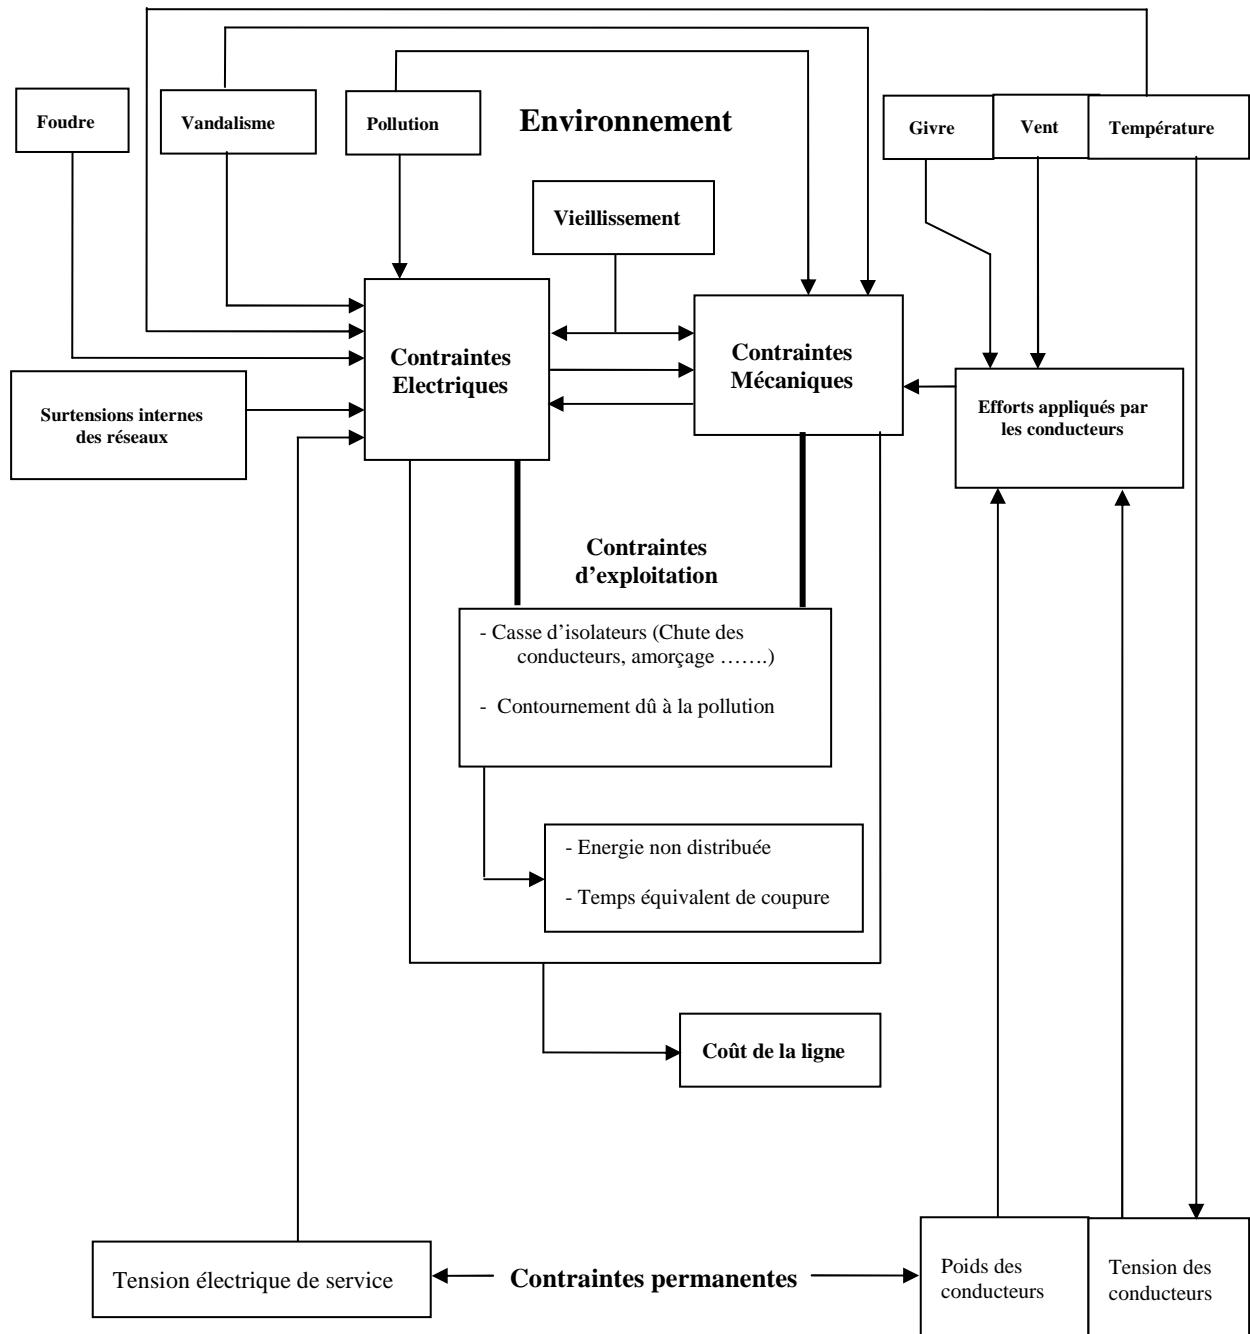 Foudre
Vandalisme
Pollution
Environnement
Givre
Vent
Température
Vieillissement
Contraintes
Electriques
Contraintes
Mécaniques
Surtensions internes
des réseaux
Efforts appliqués par
les conducteurs
Contraintes
d'exploitation
- Casse d'isolateurs (Chute des
conducteurs, amorçage …….)
- Contournement dû à la pollution
- Energie non distribuée
- Temps équivalent de coupure
Coût de la ligne
Tension électrique de service
Contraintes permanentes
Poids des
conducteurs
Tension des
conducteurs